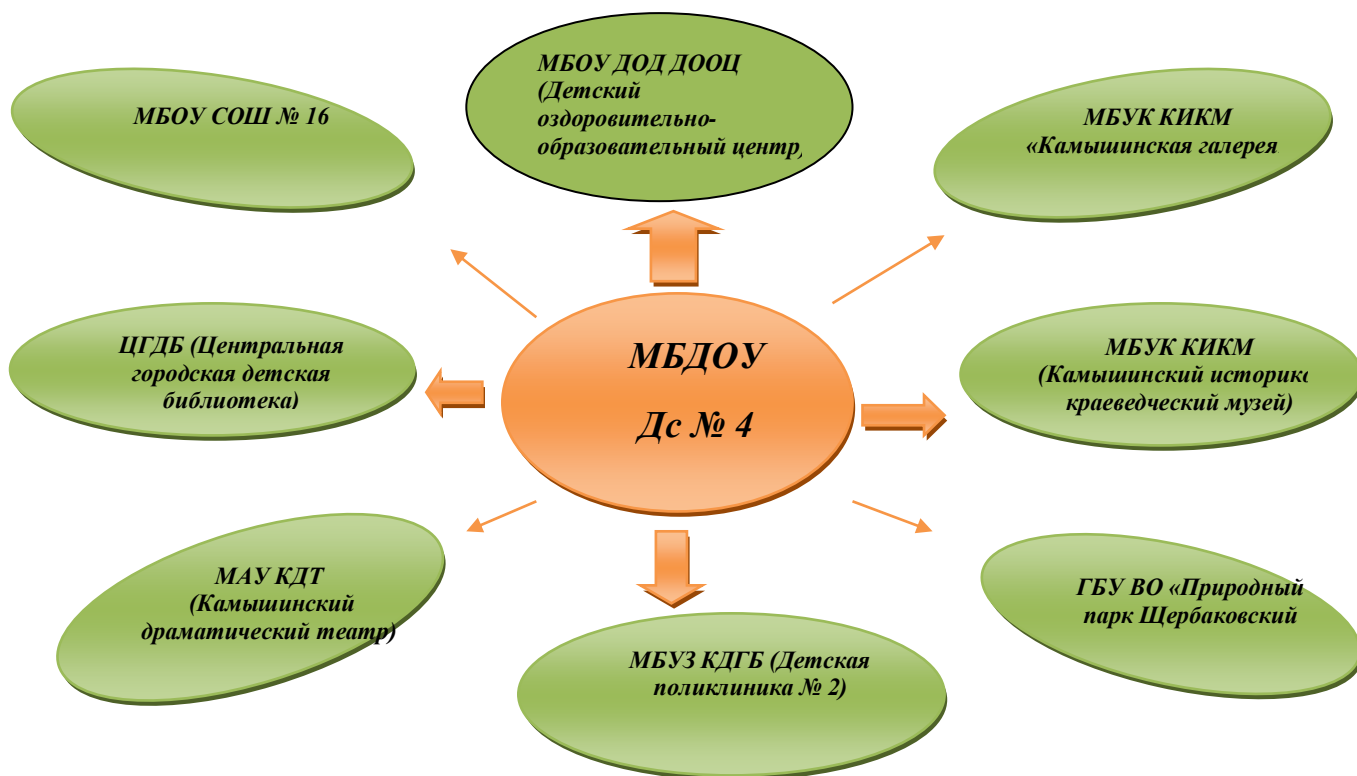 МБОУ СОШ № 16
МБОУ ДОД ДООЦ
(Детский
оздоровительно-
образовательный центр)
МБУК КИКМ
«Камышинская галерея
ЦГДБ (Центральная
городская детская
библиотека)
МБДОУ
Дс № 4
МБУК КИКМ
(Камышинский историко
краеведческий музей)
МАУ КДТ
(Камышинский
драматический театр)
МБУЗ КДГБ (Детская
поликлиника № 2)
ГБУ ВО «Природный
парк Щербаковский